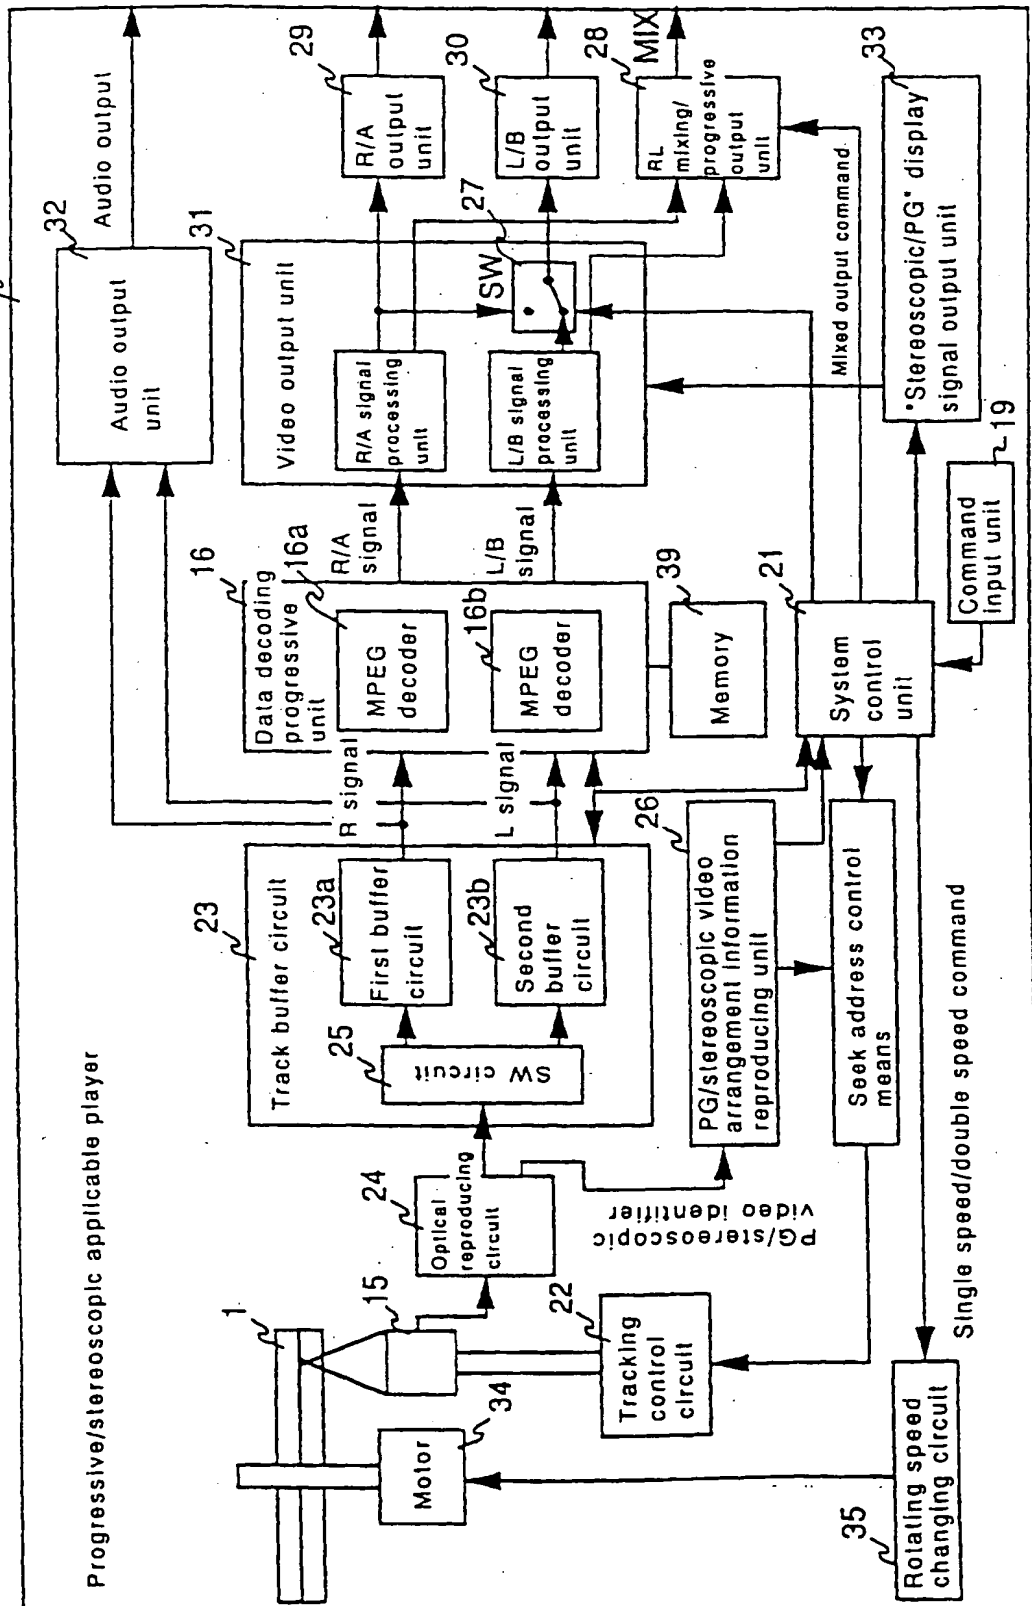 Progressive/stereoscopic applicable player
1
15
34
Motor
22
Tracking
control
circuit
35
Rotating speed
changing circuit
Single speed/double speed command
24
Optical
reproducing
circuit
PG/stereoscopic
video identifier
23
Track buffer circuit
25
SW circuit
23a
First buffer
circuit
23b
Second
buffer
circuit
26
PG/stereoscopic video
arrangement information
reproducing unit
Seek address control
means
R signal
L signal
16
Data decoding
progressive
unit
16a
MPEG
decoder
16b
MPEG
decoder
39
Memory
21
System
control
unit
Command
input unit
19
R/A
signal
L/B
signal
31
Video output unit
R/A signal
processing
unit
L/B signal
processing
unit
SW
27
32
Audio output
unit
Audio output
29
R/A
output
unit
30
L/B
output
unit
28
MIX
RL
mixing/
progressive
output
unit
Mixed output command
33
"Stereoscopic/PG" display
signal output unit